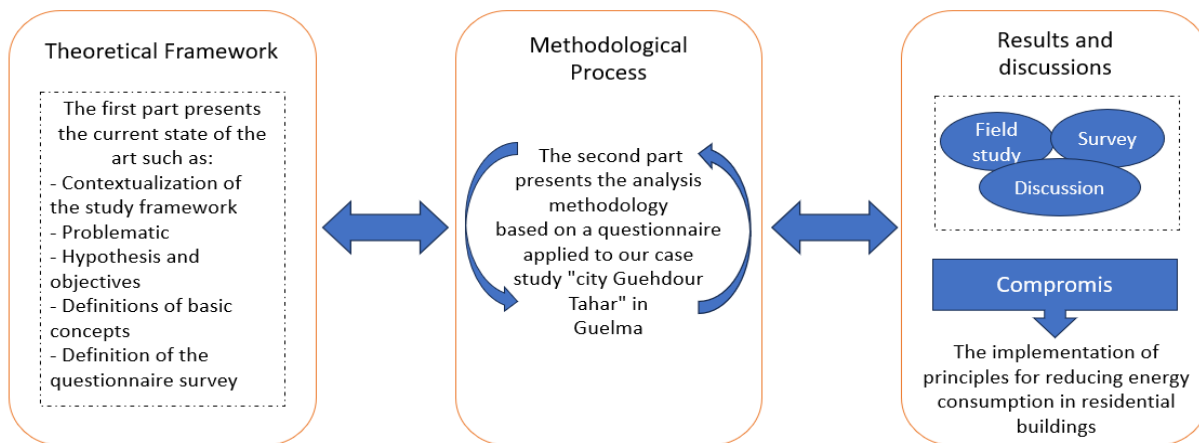 Theoretical Framework
The first part presents
the current state of the
art such as:
- Contextualization of
the study framework
- Problematic
- Hypothesis and
objectives
- Definitions of basic
concepts
- Definition of the
questionnaire survey
Methodological
Process
The second part
presents the analysis
methodology
based on a questionnaire
applied to our case
study "city Guehdour
Tahar" in
Guelma
Results and
discussions
Field
study
Survey
Discussion
Compromis
The implementation of
principles for reducing energy
consumption in residential
buildings